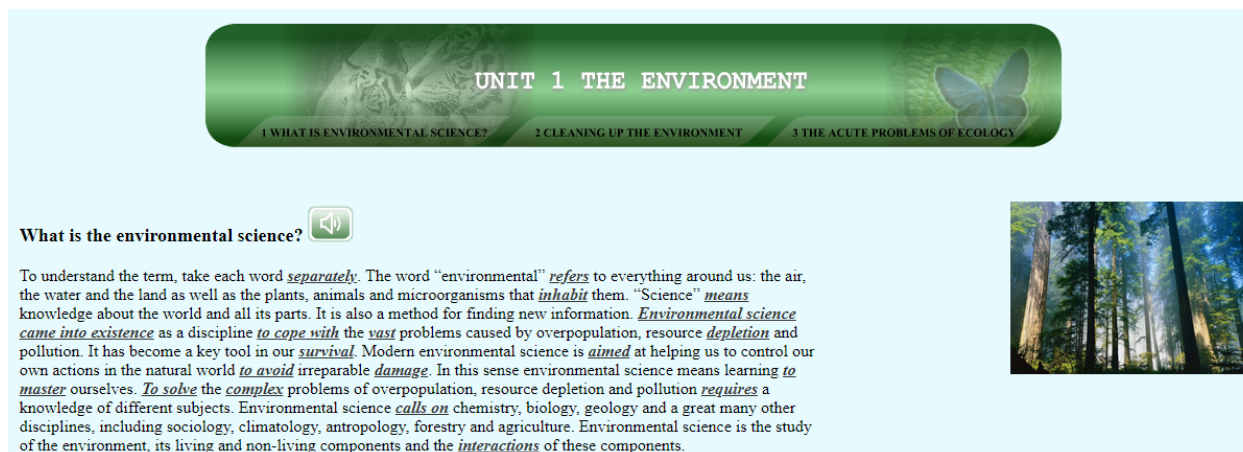 UNIT 1 THE ENVIRONMENT
1 WHAT IS ENVIRONMENTAL SCIENCE? 2 CLEANING UP THE ENVIRONMENT 3 THE ACUTE PROBLEMS OF ECOLOGY
What is the environmental science?
To understand the term, take each word separately. The word “environmental” refers to everything around us: the air,
the water and the land as well as the plants, animals and microorganisms that inhabit them. “Science” means
knowledge about the world and all its parts. It is also a method for finding new information. Environmental science
came into existence as a discipline to cope with the vast problems caused by overpopulation, resource depletion and
pollution. It has become a key tool in our survival. Modern environmental science is aimed at helping us to control our
own actions in the natural world to avoid irreparable damage. In this sense environmental science means learning to
master ourselves. To solve the complex problems of overpopulation, resource depletion and pollution requires a
knowledge of different subjects. Environmental science calls on chemistry, biology, geology and a great many other
disciplines, including sociology, climatology, antropology, forestry and agriculture. Environmental science is the study
of the environment, its living and non-living components and the interactions of these components.